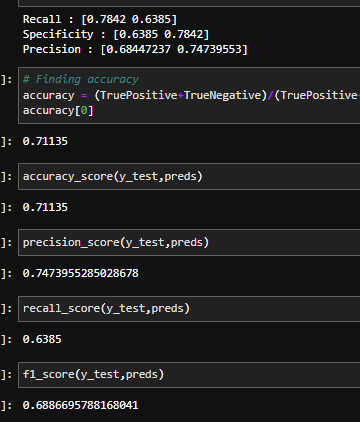 Recall : [0.7842 0.6385]
Specificity : [0.6385 0.7842]
Precision : [0.68447237 0.74739553]
]: # Finding accuracy
accuracy = (TruePositive+TrueNegative)/(TruePositive+
accuracy[0]
]: 0.71135
]: accuracy_score(y_test,preds)
]: 0.71135
]: precision_score(y_test,preds)
]: 0.7473955285028678
]: recall_score(y_test,preds)
]: 0.6385
]: f1_score(y_test,preds)
]: 0.6886695788168041